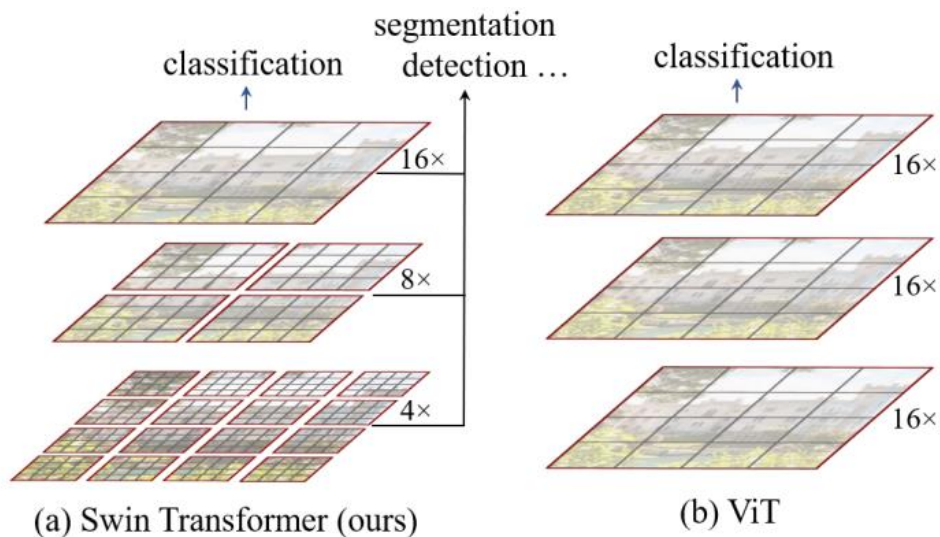 segmentation
classification
detection ...
16×
8×
4×
(a) Swin Transformer (ours)
classification
16×
16×
16×
(b) ViT